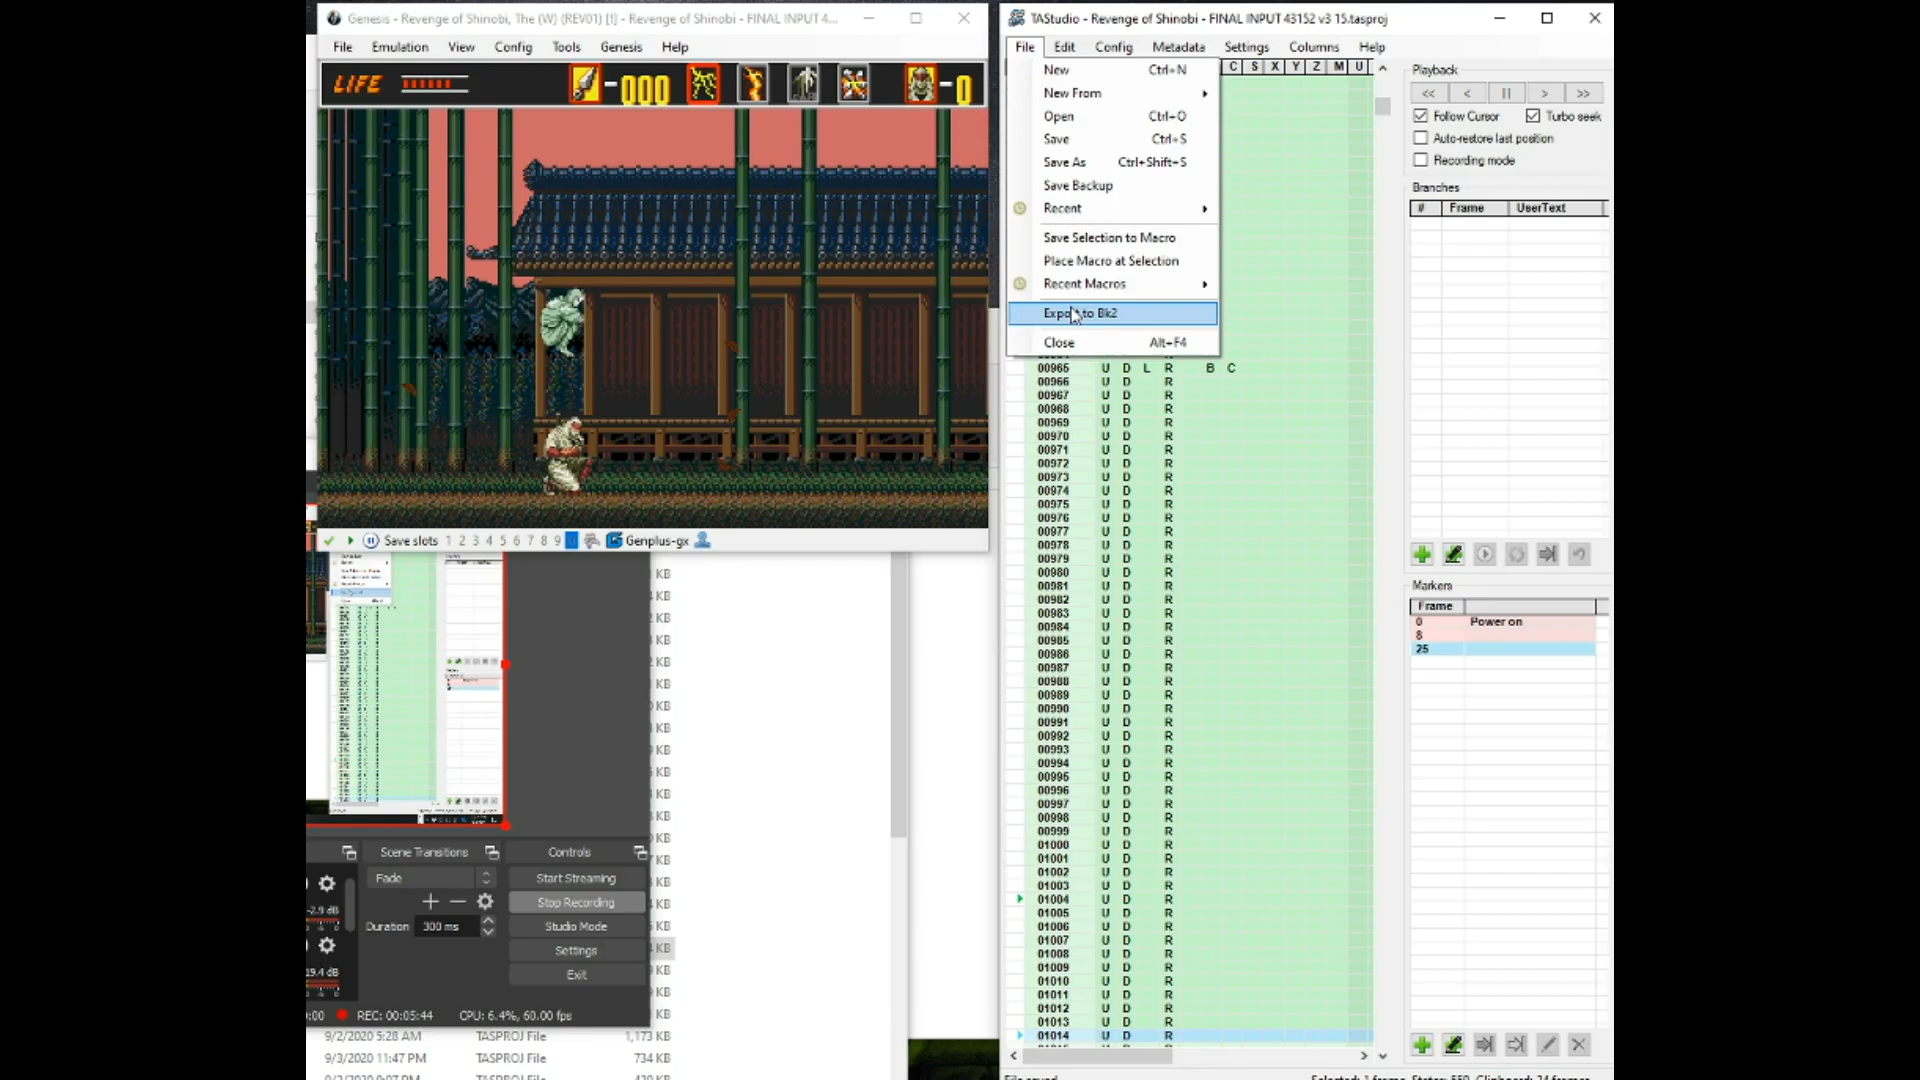 Genesis - Revenge of Shinobi, The (W) (REV01) [!] - Revenge of Shinobi - FINAL INPUT 4...
File Emulation View Config Tools Genesis Help
LIFE -000 -0
Save slots 1 2 3 4 5 6 7 8 9 Genplus-gx
TAStudio - Revenge of Shinobi - FINAL INPUT 43152 v3 15.tasproj
File Edit Config Metadata Settings Columns Help
New Ctrl+N
New From
Open Ctrl+O
Save Ctrl+S
Save As Ctrl+Shift+S
Save Backup
Recent
Save Selection to Macro
Place Macro at Selection
Recent Macros
Export to Bk2
Close Alt+F4
C S X Y Z M U
00965 U D L R B C
00966 U D R
00967 U D R
00968 U D R
00969 U D R
00970 U D R
00971 U D R
00972 U D R
00973 U D R
00974 U D R
00975 U D R
00976 U D R
00977 U D R
00978 U D R
00979 U D R
00980 U D R
00981 U D R
00982 U D R
00983 U D R
00984 U D R
00985 U D R
00986 U D R
00987 U D R
00988 U D R
00989 U D R
00990 U D R
00991 U D R
00992 U D R
00993 U D R
00994 U D R
00995 U D R
00996 U D R
00997 U D R
00998 U D R
00999 U D R
01000 U D R
01001 U D R
01002 U D R
01003 U D R
01004 U D R
01005 U D R
01006 U D R
01007 U D R
01008 U D R
01009 U D R
01010 U D R
01011 U D R
01012 U D R
01013 U D R
01014 U D R
Playback
<< < || > >>
Follow Cursor Turbo seek
Auto-restore last position
Recording mode
Branches
# Frame UserText
Markers
Frame
0 Power on
8
25
Scene Transitions Controls
Fade
Duration 300 ms
Start Streaming
Stop Recording
Studio Mode
Settings
Exit
-2.9 dB
REC: 00:05:44 CPU: 6.4%, 60.00 fps
9/2/2020 5:28 AM TASPROJ File 1,173 KB
9/3/2020 11:47 PM TASPROJ File 734 KB